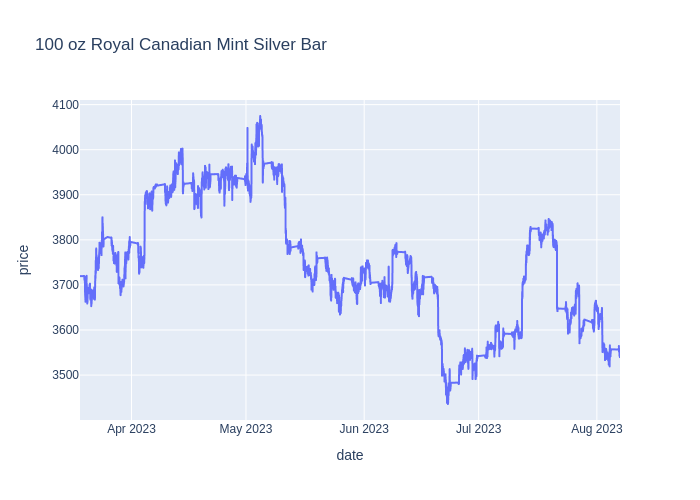 100 oz Royal Canadian Mint Silver Bar
4100
4000
3900
3800
3700
3600
3500
price
Apr 2023
May 2023
Jun 2023
Jul 2023
Aug 2023
date